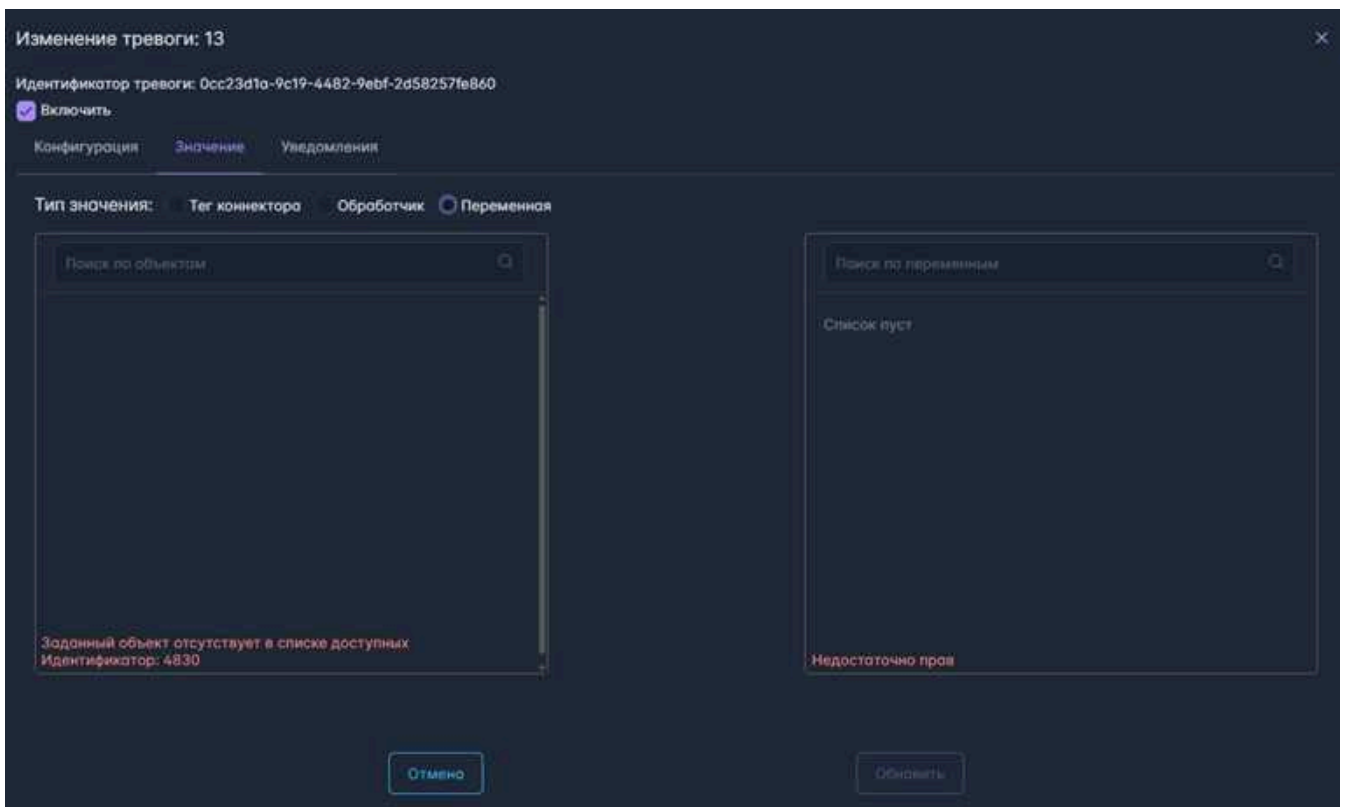 Изменение тревоги: 13
Идентификатор тревоги: 0cc23d1a-9c19-4482-9ebf-2d58257fe860
Включить
Конфигурация Значение Уведомления
Тип значения: Тег коннектора Обработчик Переменная
Поиск по объектам Поиск по переменным
Список пуст
Заданный объект отсутствует в списке доступных
Идентификатор: 4830 Недостаточно прав
Отмена Обновить